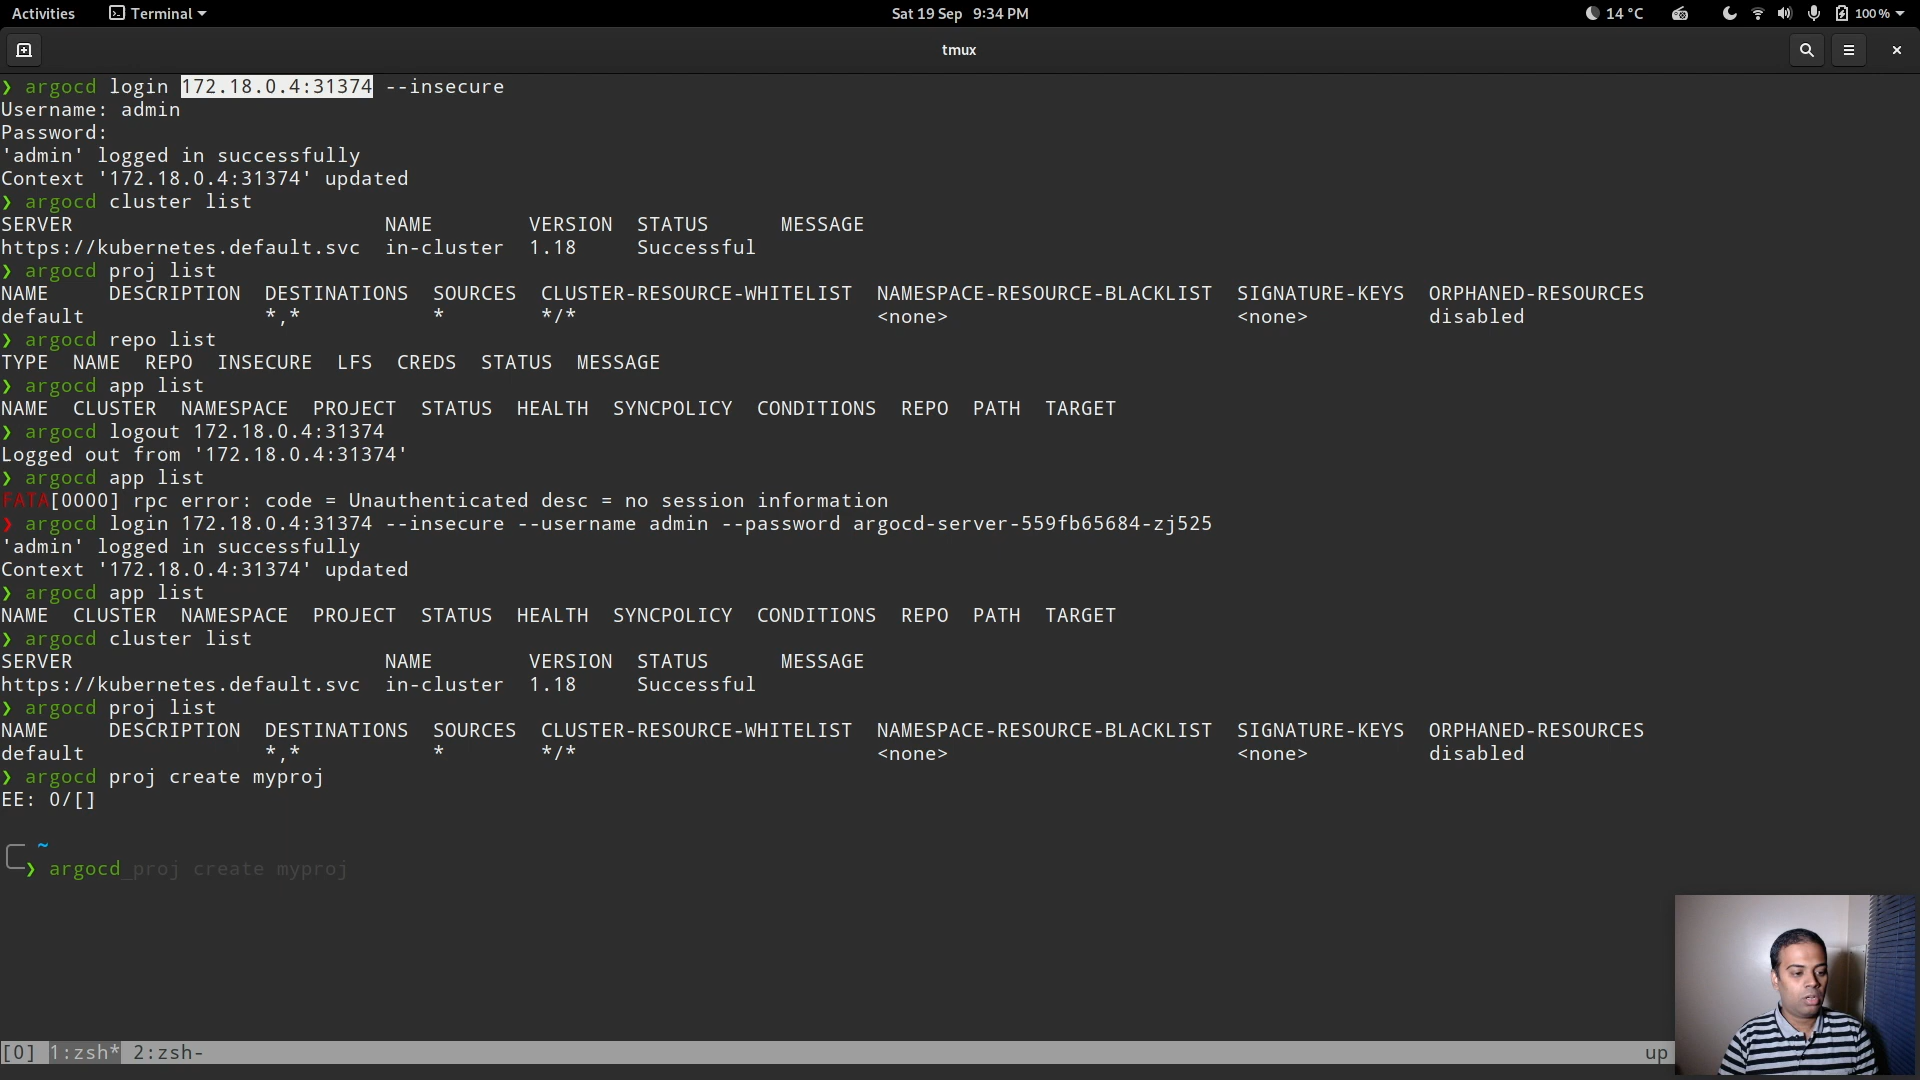 Activities Terminal Sat 19 Sep 9:34 PM 14 °C 100 %
tmux
❯ argocd login 172.18.0.4:31374 --insecure
Username: admin
Password:
'admin' logged in successfully
Context '172.18.0.4:31374' updated
❯ argocd cluster list
SERVER NAME VERSION STATUS MESSAGE
https://kubernetes.default.svc in-cluster 1.18 Successful
❯ argocd proj list
NAME DESCRIPTION DESTINATIONS SOURCES CLUSTER-RESOURCE-WHITELIST NAMESPACE-RESOURCE-BLACKLIST SIGNATURE-KEYS ORPHANED-RESOURCES
default *,* * */* <none> <none> disabled
❯ argocd repo list
TYPE NAME REPO INSECURE LFS CREDS STATUS MESSAGE
❯ argocd app list
NAME CLUSTER NAMESPACE PROJECT STATUS HEALTH SYNCPOLICY CONDITIONS REPO PATH TARGET
❯ argocd logout 172.18.0.4:31374
Logged out from '172.18.0.4:31374'
❯ argocd app list
FATA[0000] rpc error: code = Unauthenticated desc = no session information
❯ argocd login 172.18.0.4:31374 --insecure --username admin --password argocd-server-559fb65684-zj525
'admin' logged in successfully
Context '172.18.0.4:31374' updated
❯ argocd app list
NAME CLUSTER NAMESPACE PROJECT STATUS HEALTH SYNCPOLICY CONDITIONS REPO PATH TARGET
❯ argocd cluster list
SERVER NAME VERSION STATUS MESSAGE
https://kubernetes.default.svc in-cluster 1.18 Successful
❯ argocd proj list
NAME DESCRIPTION DESTINATIONS SOURCES CLUSTER-RESOURCE-WHITELIST NAMESPACE-RESOURCE-BLACKLIST SIGNATURE-KEYS ORPHANED-RESOURCES
default *,* * */* <none> <none> disabled
❯ argocd proj create myproj
EE: 0/[]
~
❯ argocd_proj create myproj
[0] 1:zsh* 2:zsh- up